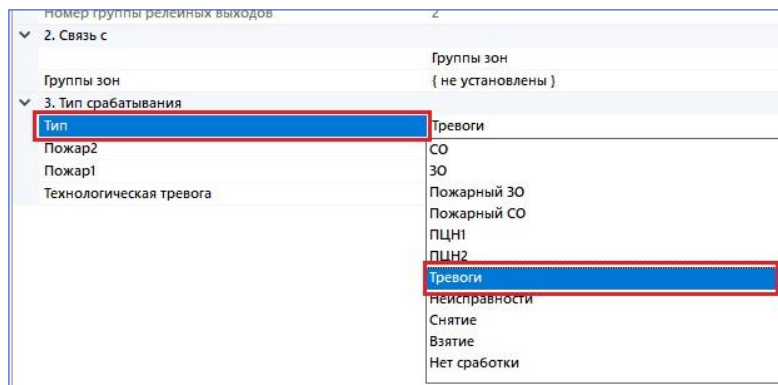 Номер группы релейных выходов 2
2. Связь с
Группы зон
Группы зон { не установлены }
3. Тип срабатывания
Тип Тревоги
Пожар2 СО
Пожар1 ЗО
Технологическая тревога Пожарный ЗО
Пожарный СО
ПЦН1
ПЦН2
Тревоги
Неисправности
Снятие
Взятие
Нет сработки